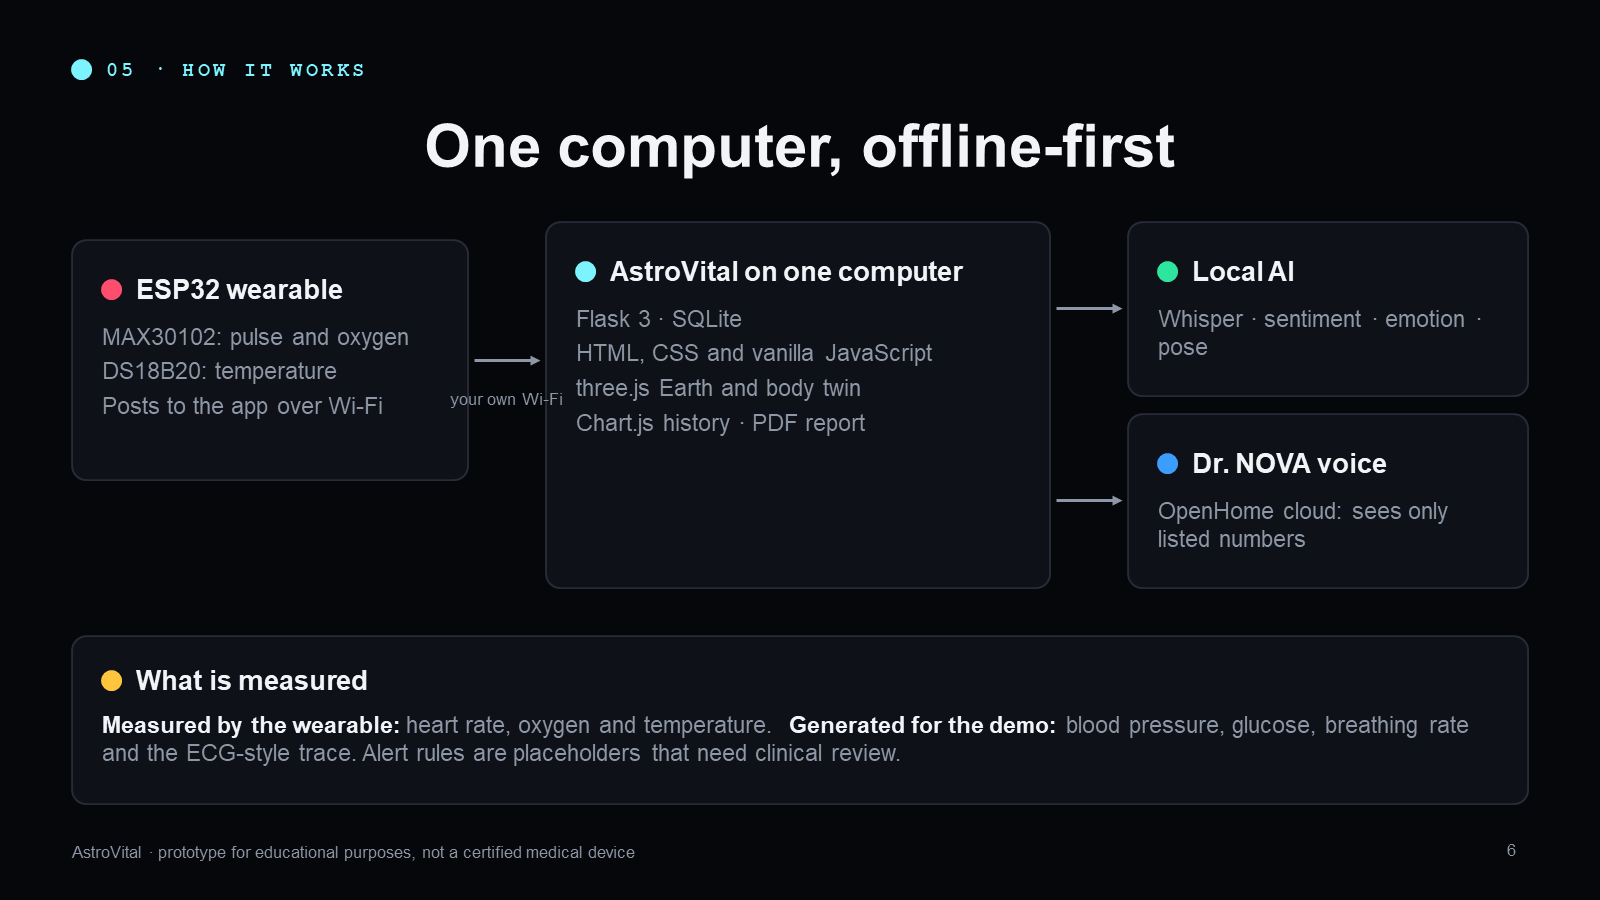 05 · HOW IT WORKS
One computer, offline-first
ESP32 wearable
MAX30102: pulse and oxygen
DS18B20: temperature
Posts to the app over Wi-Fi
your own Wi-Fi
AstroVital on one computer
Flask 3 · SQLite
HTML, CSS and vanilla JavaScript
three.js Earth and body twin
Chart.js history · PDF report
Local AI
Whisper · sentiment · emotion ·
pose
Dr. NOVA voice
OpenHome cloud: sees only
listed numbers
What is measured
Measured by the wearable: heart rate, oxygen and temperature. Generated for the demo: blood pressure, glucose, breathing rate
and the ECG-style trace. Alert rules are placeholders that need clinical review.
AstroVital · prototype for educational purposes, not a certified medical device
6